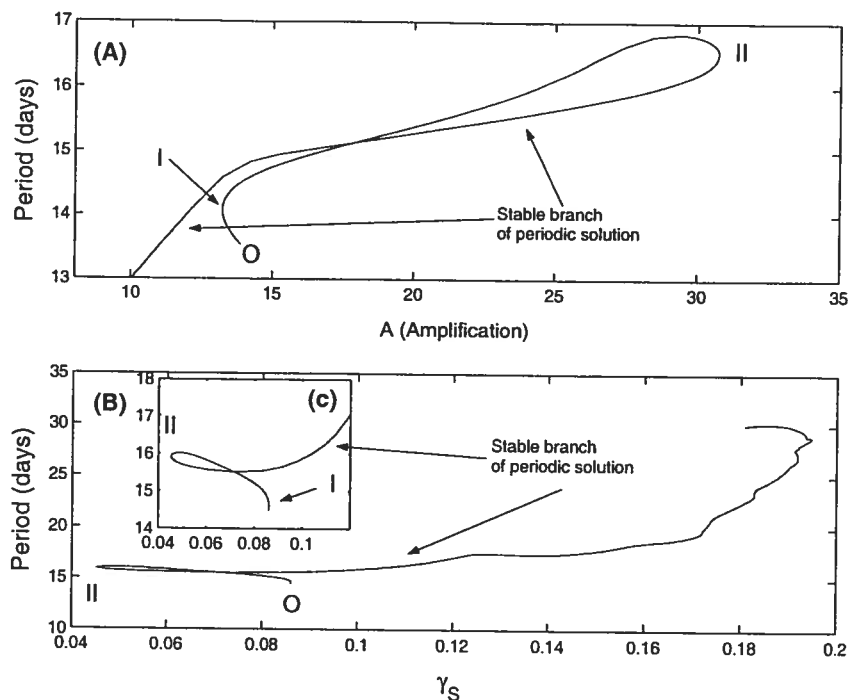 (A)
17
16
15
14
13
Period (days)
II
I
O
Stable branch
of periodic solution
10
15
20
25
30
35
A (Amplification)
35
30
25
20
15
10
Period (days)
(B)
(c)
18
17
16
15
14
II
I
0.04
0.06
0.08
0.1
Stable branch
of periodic solution
II
O
0.04
0.06
0.08
0.1
0.12
0.14
0.16
0.18
0.2
γS